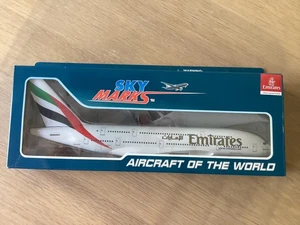 SKY
MARKS
Emirates
Emirates
AIRCRAFT OF THE WORLD